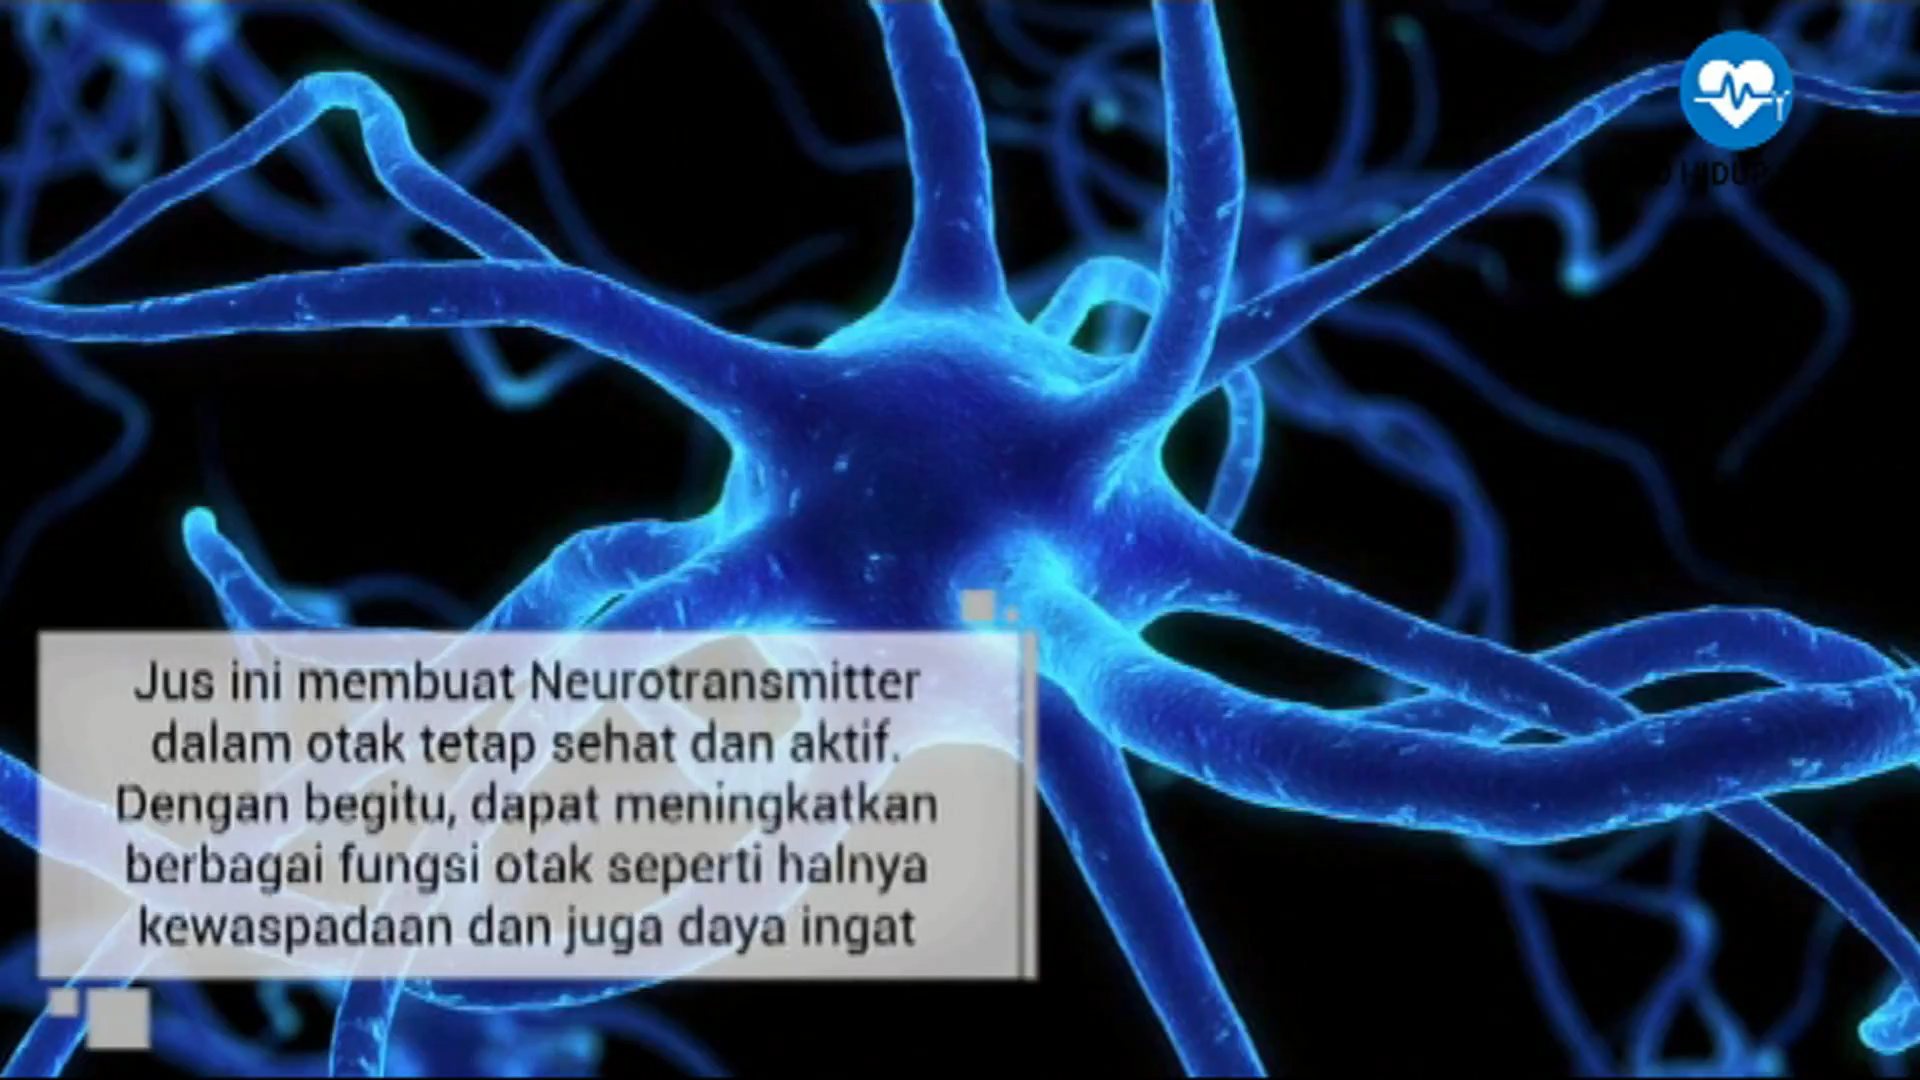 HIDUP
Jus ini membuat Neurotransmitter
dalam otak tetap sehat dan aktif.
Dengan begitu, dapat meningkatkan
berbagai fungsi otak seperti halnya
kewaspadaan dan juga daya ingat